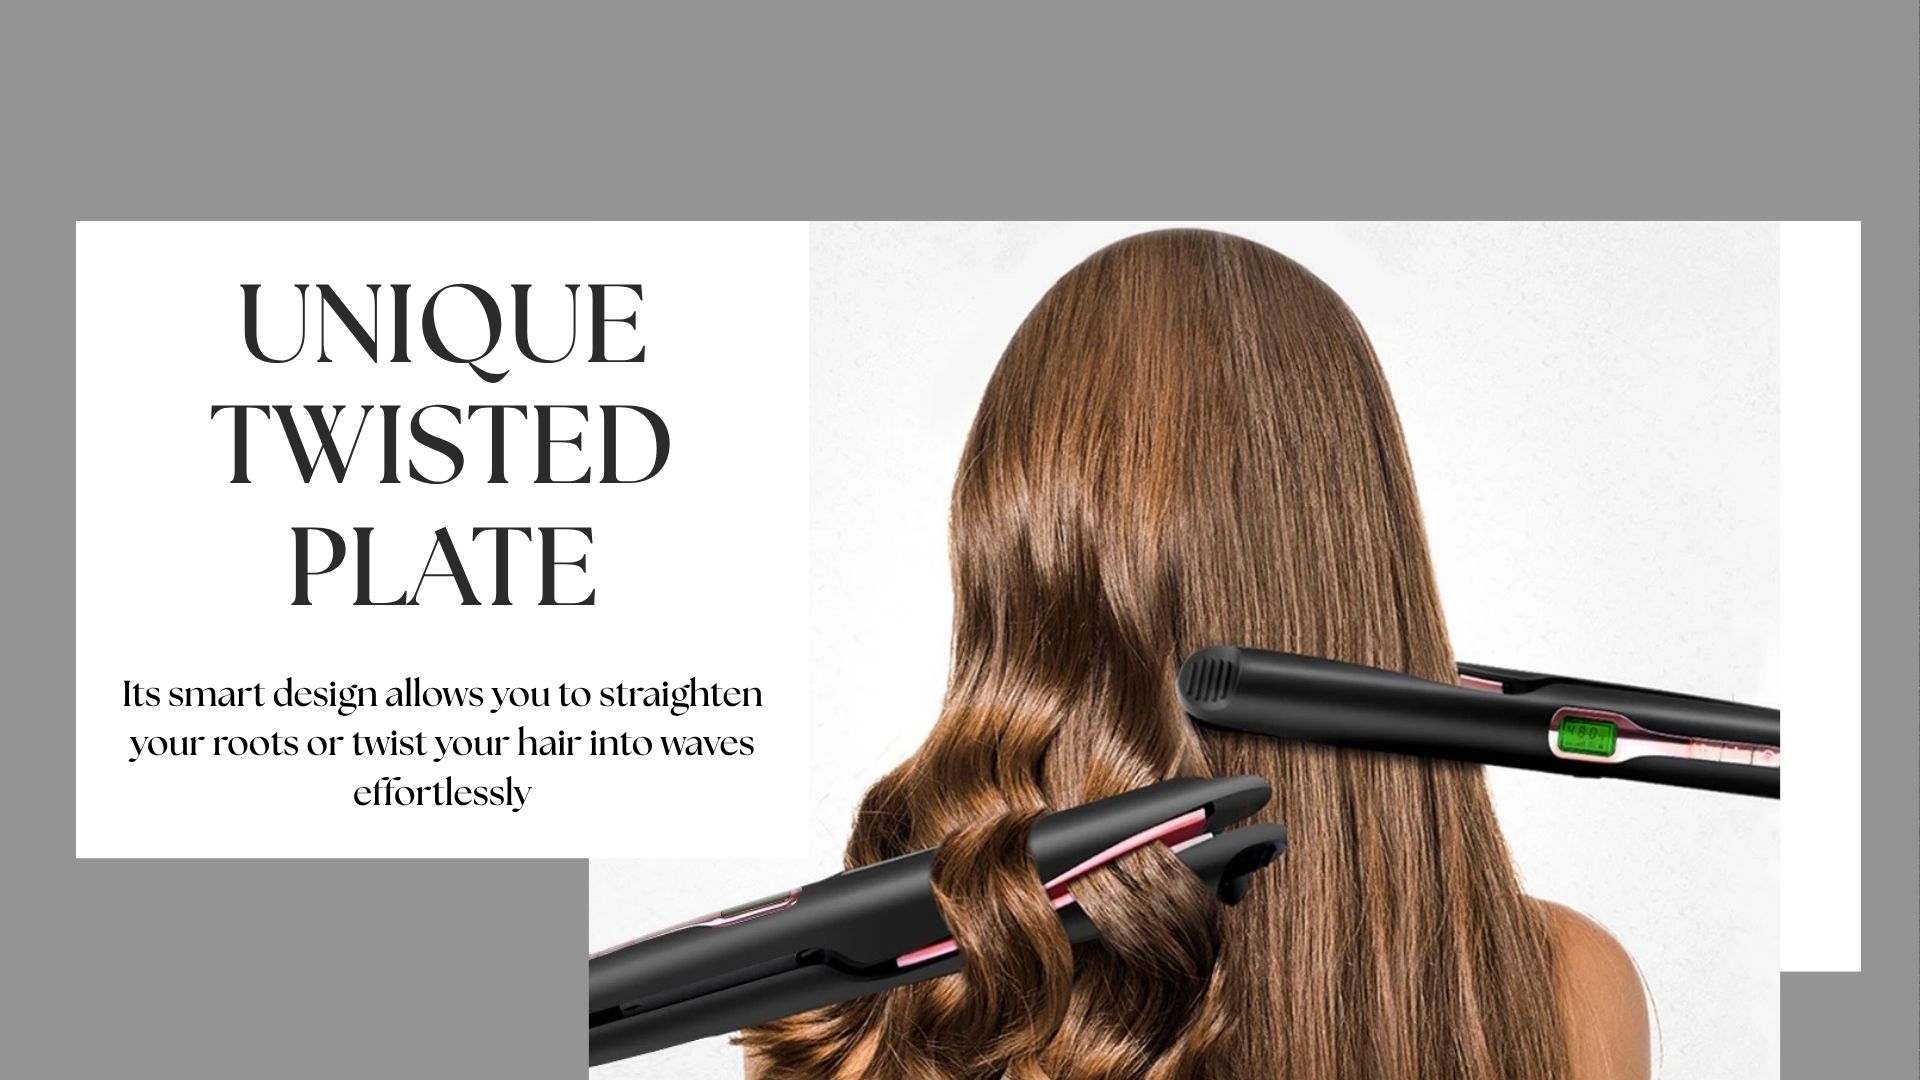 UNIQUE
TWISTED
PLATE
Its smart design allows you to straighten
your roots or twist your hair into waves
effortlessly
480